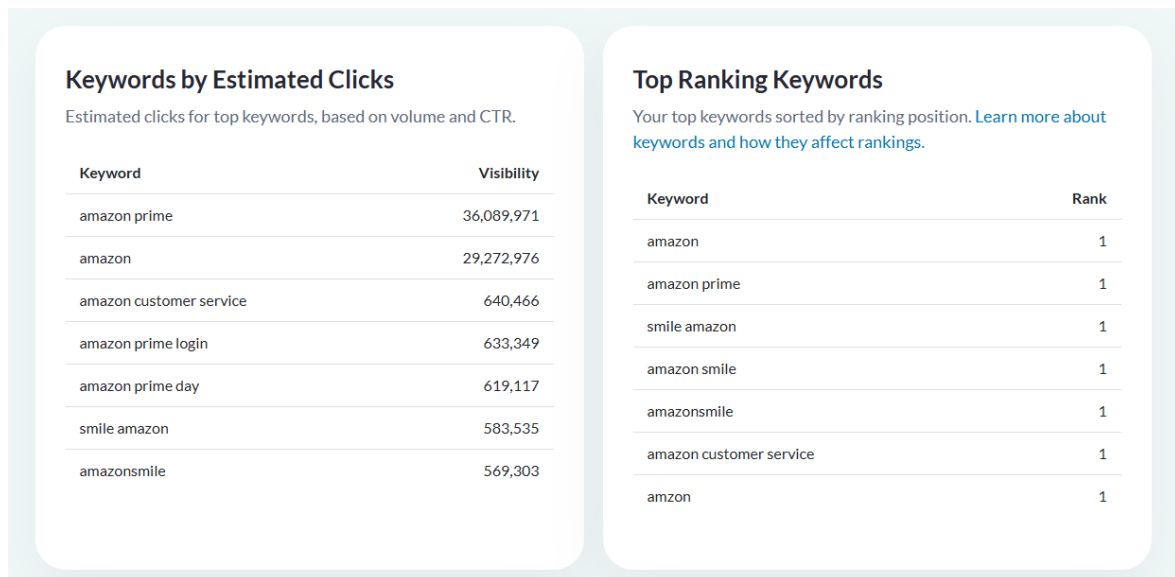 Keywords by Estimated Clicks
Estimated clicks for top keywords, based on volume and CTR.
Keyword Visibility
amazon prime 36,089,971
amazon 29,272,976
amazon customer service 640,466
amazon prime login 633,349
amazon prime day 619,117
smile amazon 583,535
amazonsmile 569,303
Top Ranking Keywords
Your top keywords sorted by ranking position. Learn more about
keywords and how they affect rankings.
Keyword Rank
amazon 1
amazon prime 1
smile amazon 1
amazon smile 1
amazonsmile 1
amazon customer service 1
amzon 1